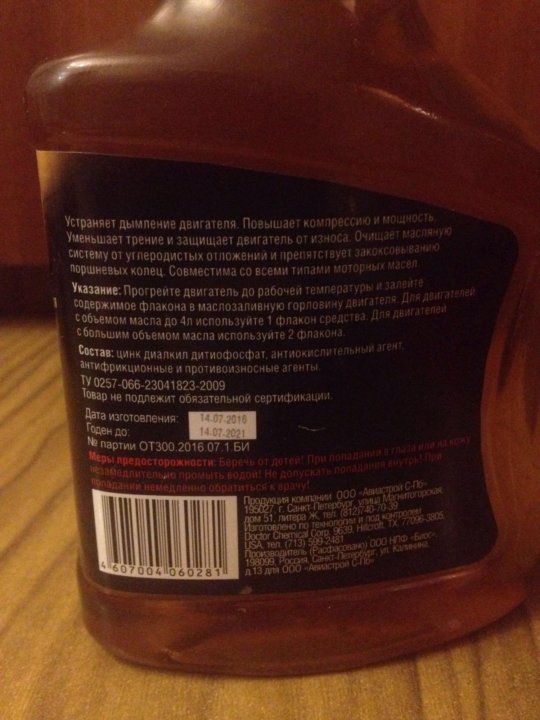 Устраняет дымление двигателя. Повышает компрессию и мощность
Уменьшает трение и защищает двигатель от износа. Очищает масляную
систему от углеродистых отложений и препятствует закоксовыванию
поршневых колец. Совместима со всеми типами моторных масел
Указание: Прогрейте двигатель до рабочей температуры и залейте
содержимое флакона в маслозаливную горловину двигателя. Для двигателей
с объемом масла до 4л используйте 1 флакон средства. Для двигателей
с большим объемом масла используйте 2 флакона.
Состав: цинк диалкил дитиофосфат, антиокислительный агент,
антифрикционные и противоизносные агенты.
ТУ 0257-066-23041823-2009
Товар не подлежит обязательной сертификации.
Дата изготовления: 14.07.2016
Годен до: 14.07.2021
№ партии ОТ300.2016.07.1.БИ
Меры предосторожности: Беречь от детей! При попадании в глаза или на кожу
незамодлительно промыть водой! Не допускать попадания внутрь! При
попадании немедленно обратиться к врачу!
Продукция компании ООО «Авиастрой С-Пб»
195027, г. Санкт-Петербург, улица Магнитогорская,
дом 51, литера Ж, тел. (812)740-70-39
Изготовлено по технологии и под контролем
Doctor Chemical Corp. 9639, Hillcroft, TX. 77096-3805,
USA, тел. (713) 599-2481
Производитель (Расфасовано) ООО НПФ «Бисс»,
198099, Россия, Санкт-Петербург, ул. Калинина,
д.13 для ООО «Авиастрой С-Пб»
4 607004 060281